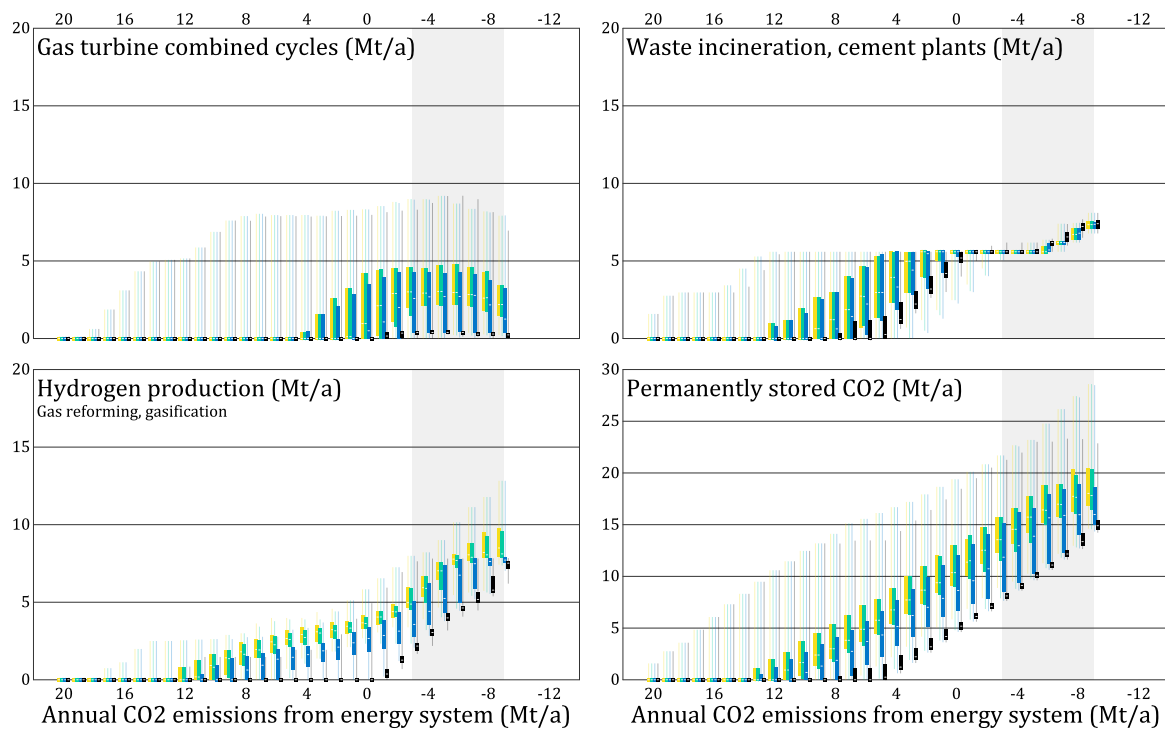 20 16 12 8 4 0 -4 -8 -12
20 16 12 8 4 0 -4 -8 -12
20
Gas turbine combined cycles (Mt/a)
15
10
5
0
20
Waste incineration, cement plants (Mt/a)
15
10
5
0
20
Hydrogen production (Mt/a)
Gas reforming, gasification
15
10
5
0
20 16 12 8 4 0 -4 -8 -12
Annual CO2 emissions from energy system (Mt/a)
30
Permanently stored CO2 (Mt/a)
25
20
15
10
5
0
20 16 12 8 4 0 -4 -8 -12
Annual CO2 emissions from energy system (Mt/a)